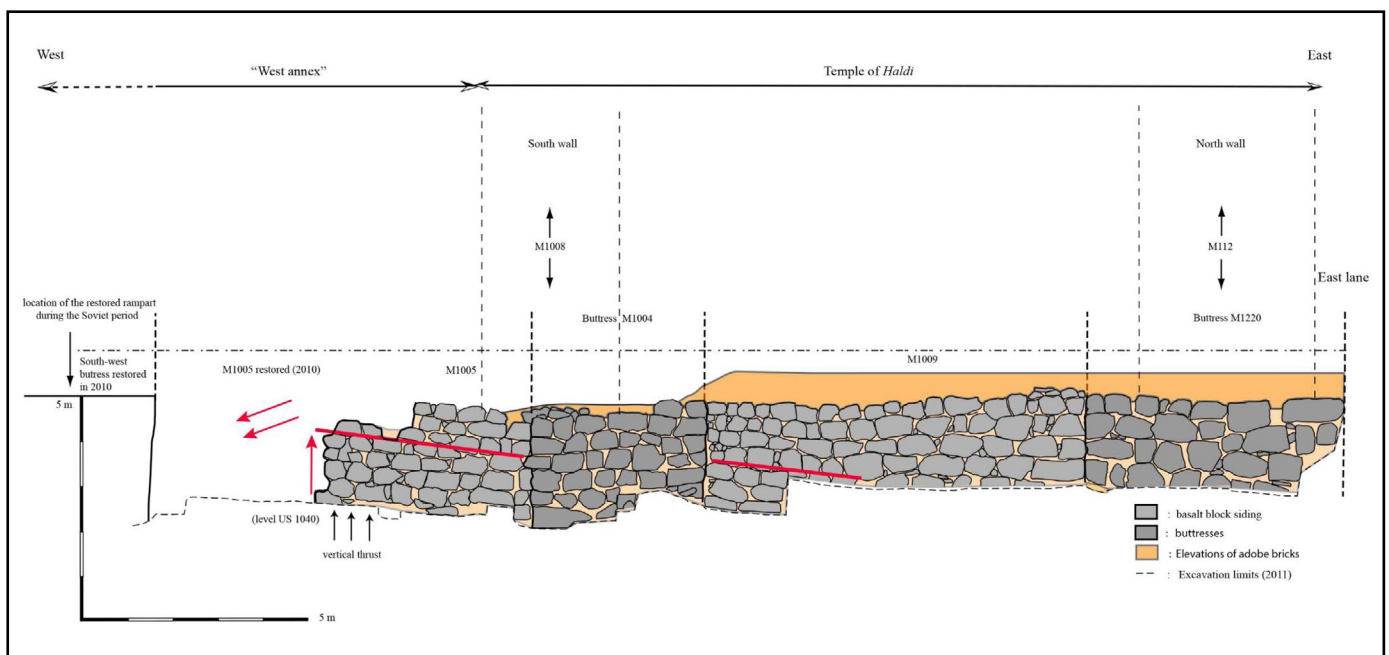 West
East
“West annex”
Temple of Haldi
South wall
North wall
M1008
M112
East lane
location of the restored rampart
during the Soviet period
Buttress M1004
Buttress M1220
South-west
butress restored
in 2010
M1005 restored (2010)
M1005
M1009
5 m
(level US 1040)
vertical thrust
: basalt block siding
: buttresses
: Elevations of adobe bricks
: Excavation limits (2011)
5 m